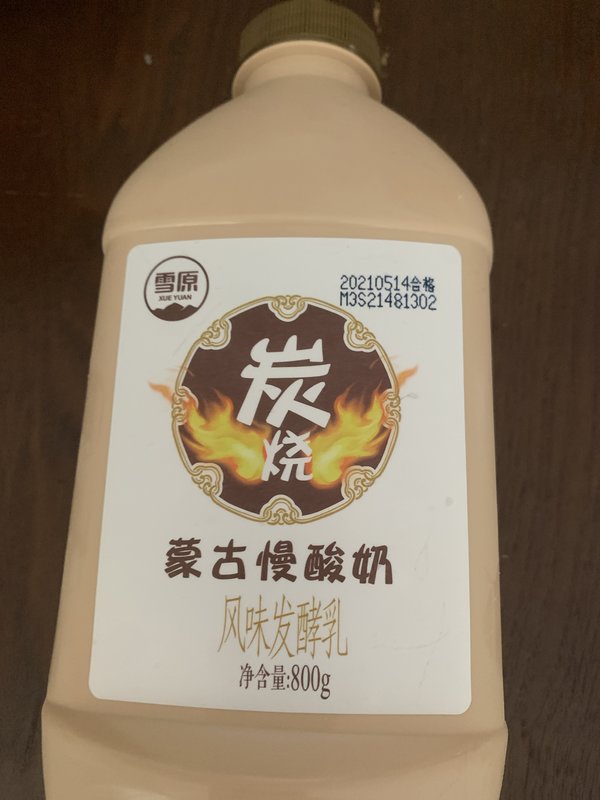 雪原
XUE YUAN
20210514合格
M3S21481302
炭
烧
蒙古慢酸奶
风味发酵乳
净含量:800g